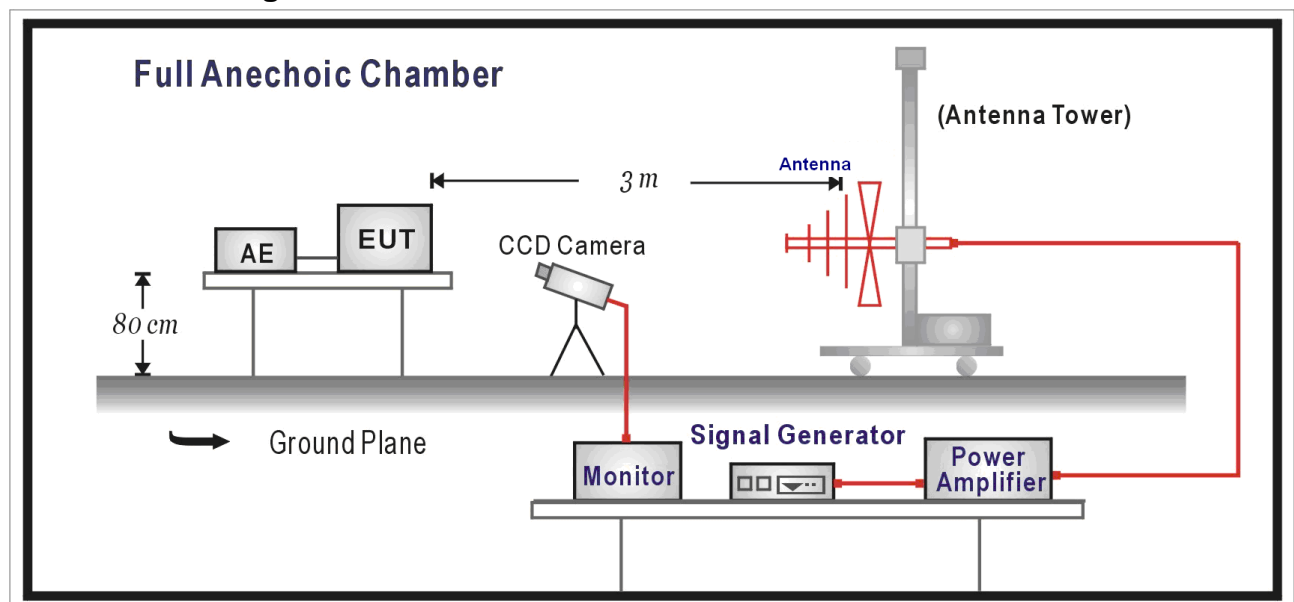 Full Anechoic Chamber
(Antenna Tower)
Antenna
3 m
AE
EUT
CCD Camera
80 cm
Ground Plane
Signal Generator
Monitor
Power
Amplifier